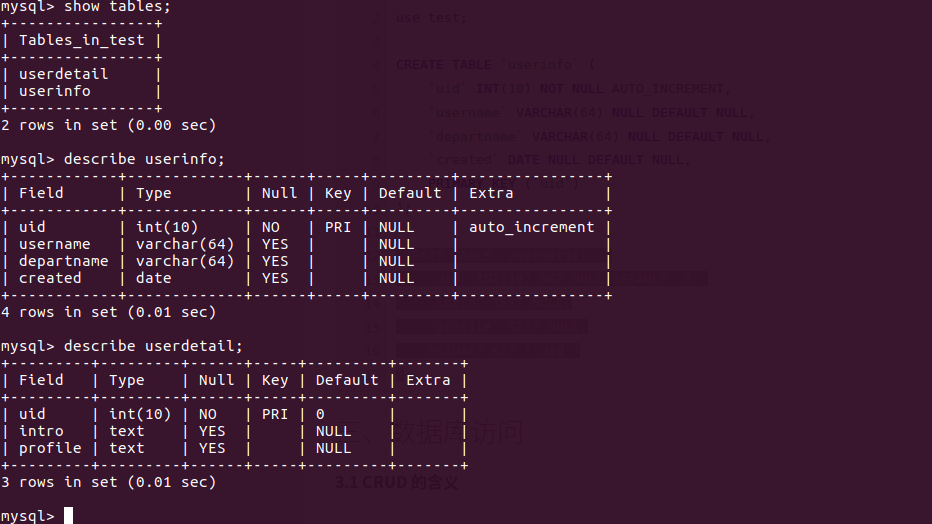 mysql> show tables;
+----------------+
| Tables_in_test |
+----------------+
| userdetail     |
| userinfo       |
+----------------+
2 rows in set (0.00 sec)
mysql> describe userinfo;
+------------+-------------+------+-----+---------+----------------+
| Field      | Type        | Null | Key | Default | Extra          |
+------------+-------------+------+-----+---------+----------------+
| uid        | int(10)     | NO   | PRI | NULL    | auto_increment |
| username   | varchar(64) | YES  |     | NULL    |                |
| departname | varchar(64) | YES  |     | NULL    |                |
| created    | date        | YES  |     | NULL    |                |
+------------+-------------+------+-----+---------+----------------+
4 rows in set (0.01 sec)
mysql> describe userdetail;
+---------+---------+------+-----+---------+-------+
| Field   | Type    | Null | Key | Default | Extra |
+---------+---------+------+-----+---------+-------+
| uid     | int(10) | NO   | PRI | 0       |       |
| intro   | text    | YES  |     | NULL    |       |
| profile | text    | YES  |     | NULL    |       |
+---------+---------+------+-----+---------+-------+
3 rows in set (0.01 sec)
mysql>
use test;
CREATE TABLE `userinfo` (
`uid` INT(10) NOT NULL AUTO_INCREMENT,
`username` VARCHAR(64) NULL DEFAULT NULL,
`departname` VARCHAR(64) NULL DEFAULT NULL,
`created` DATE NULL DEFAULT NULL,
、数据库访问
3.1 CRUD 的含义